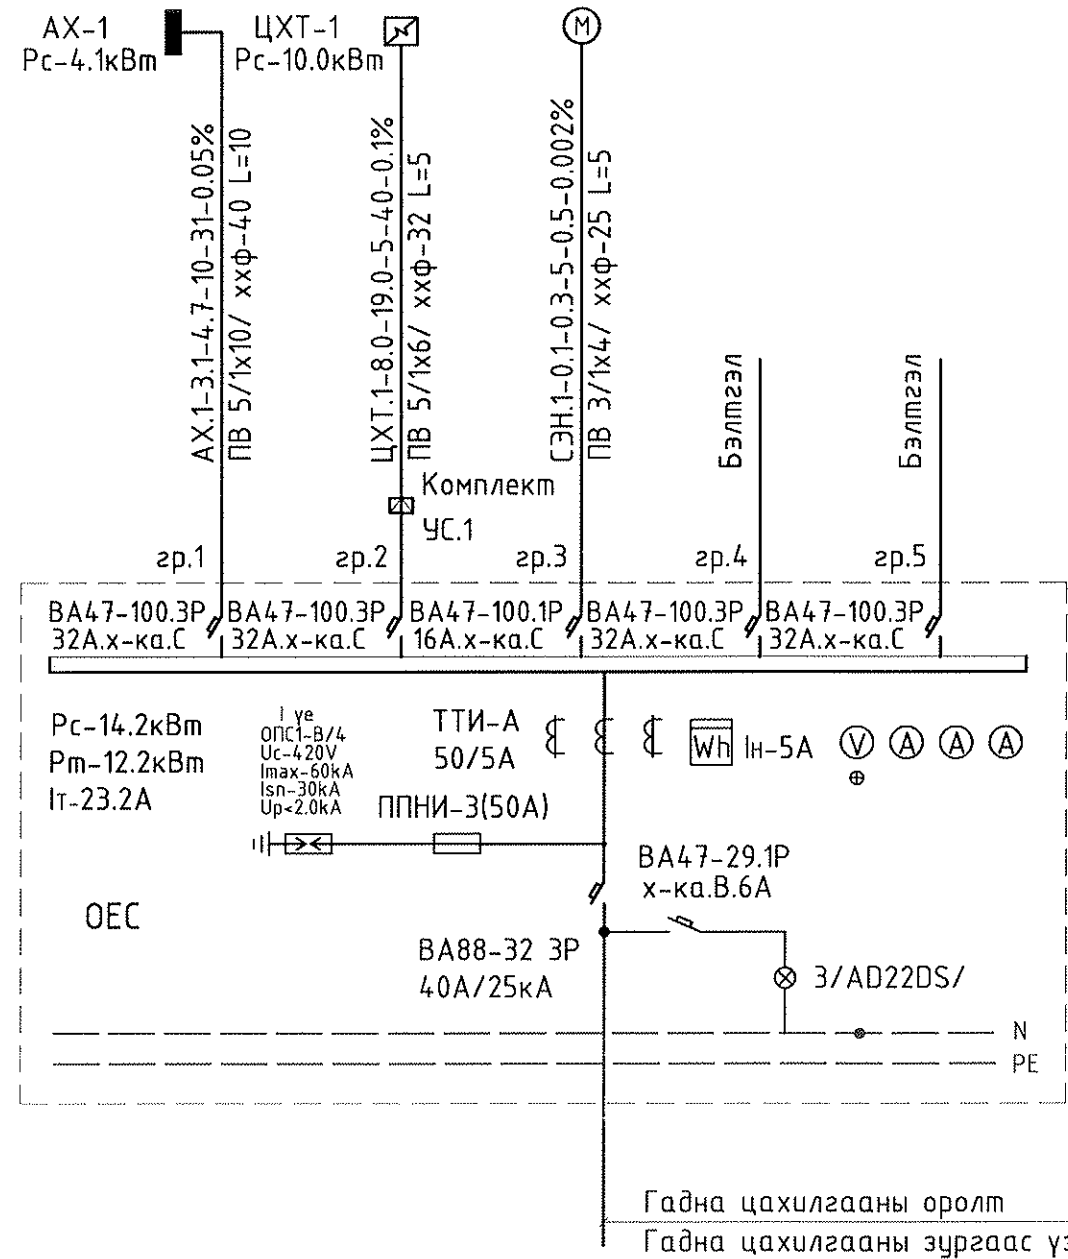 АХ-1
Рс-4.1кВт
ЦХТ-1
Рс-10.0кВт
М
АХ.1-3.1-4.7-10-31-0.05%
ПВ 5/1х10/ ххф-40 L=10
ЦХТ.1-8.0-19.0-5-40-0.1%
ПВ 5/1х6/ ххф-32 L=5
СЭН.1-0.1-0.3-5-0.5-0.002%
ПВ 3/1х4/ ххф-25 L=5
Бэлтгэл
Бэлтгэл
Комплект
УС.1
гр.1
гр.2
гр.3
гр.4
гр.5
ВА47-100.3Р
32А.х-ка.С
ВА47-100.3Р
32А.х-ка.С
ВА47-100.1Р
16А.х-ка.С
ВА47-100.3Р
32А.х-ка.С
ВА47-100.3Р
32А.х-ка.С
Рс-14.2кВт
Рт-12.2кВт
Iт-23.2А
I үе
ОПС1-В/4
Uc-420V
Imax-60kA
Isn-30kA
Up<2.0kA
ТТИ-А
50/5А
ППНИ-3(50А)
Wh
Iн-5А
V
A
A
A
ВА47-29.1Р
х-ка.В.6А
ОЕС
ВА88-32 3Р
40А/25кА
3/AD22DS/
N
PE
Гадна цахилгааны оролт
Гадна цахилгааны зургаас үз